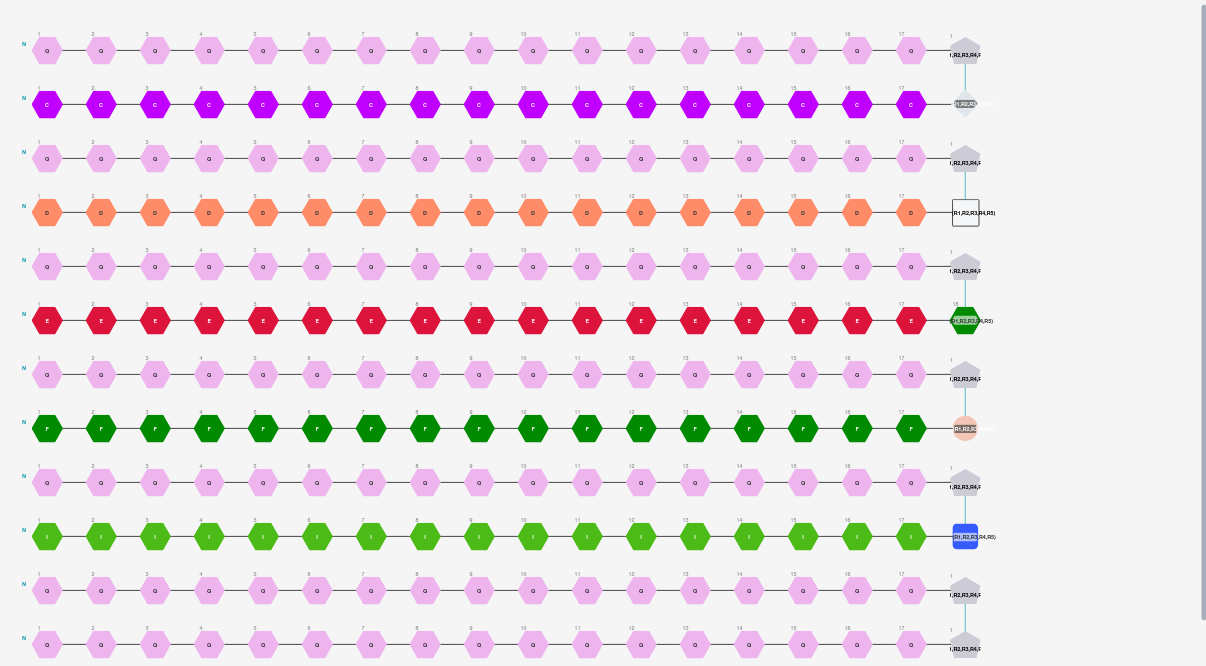 1 2 3 4 5 6 7 8 9 10 11 12 13 14 15 16 17 1
N G G G G G G G G G G G G G G G G G ,R2,R3,R4,F
1 2 3 4 5 6 7 8 9 10 11 12 13 14 15 16 17
N C C C C C C C C C C C C C C C C C R1,R2,R3
1 2 3 4 5 6 7 8 9 10 11 12 13 14 15 16 17 1
N G G G G G G G G G G G G G G G G G ,R2,R3,R4,F
1 2 3 4 5 6 7 8 9 10 11 12 13 14 15 16 17
N D D D D D D D D D D D D D D D D D (R1,R2,R3,R4,R5)
1 2 3 4 5 6 7 8 9 10 11 12 13 14 15 16 17 1
N G G G G G G G G G G G G G G G G G ,R2,R3,R4,F
1 2 3 4 5 6 7 8 9 10 11 12 13 14 15 16 17 18
N E E E E E E E E E E E E E E E E E (R1,R2,R3,R4,R5)
1 2 3 4 5 6 7 8 9 10 11 12 13 14 15 16 17 1
N G G G G G G G G G G G G G G G G G ,R2,R3,R4,F
1 2 3 4 5 6 7 8 9 10 11 12 13 14 15 16 17
N F F F F F F F F F F F F F F F F F R1,R2,R3
1 2 3 4 5 6 7 8 9 10 11 12 13 14 15 16 17 1
N G G G G G G G G G G G G G G G G G ,R2,R3,R4,F
1 2 3 4 5 6 7 8 9 10 11 12 13 14 15 16 17
N I I I I I I I I I I I I I I I I I (R1,R2,R3,R4,R5)
1 2 3 4 5 6 7 8 9 10 11 12 13 14 15 16 17 1
N G G G G G G G G G G G G G G G G G ,R2,R3,R4,F
1 2 3 4 5 6 7 8 9 10 11 12 13 14 15 16 17 1
N G G G G G G G G G G G G G G G G G ,R2,R3,R4,F